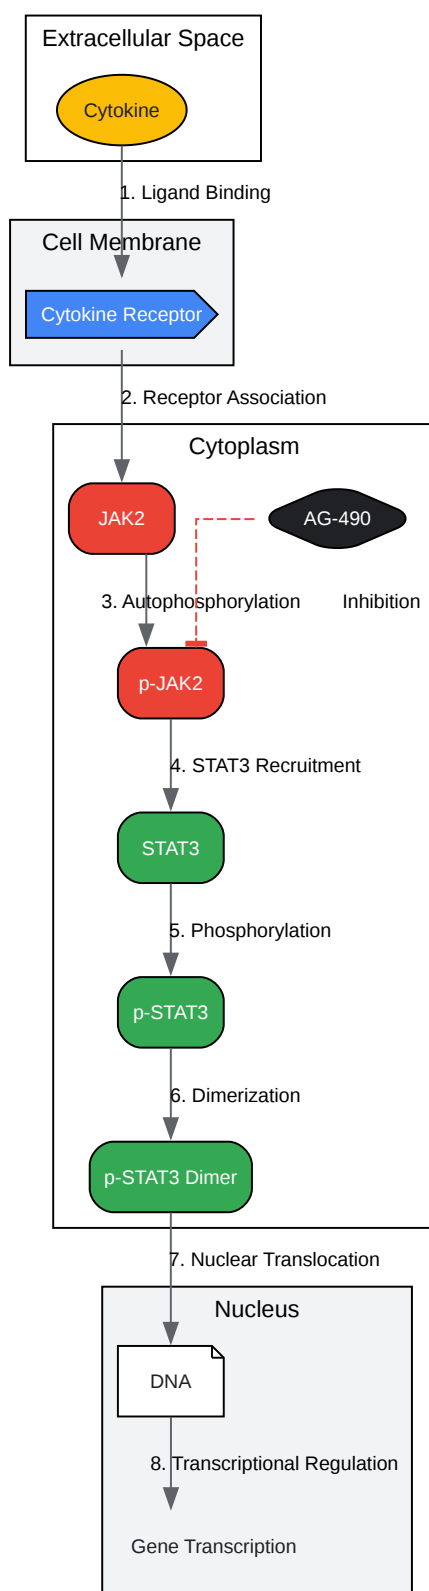 Extracellular Space
Cytokine
1. Ligand Binding
Cell Membrane
Cytokine Receptor
2. Receptor Association
Cytoplasm
JAK2
AG-490
3. Autophosphorylation
Inhibition
p-JAK2
4. STAT3 Recruitment
STAT3
5. Phosphorylation
p-STAT3
6. Dimerization
p-STAT3 Dimer
7. Nuclear Translocation
Nucleus
DNA
8. Transcriptional Regulation
Gene Transcription